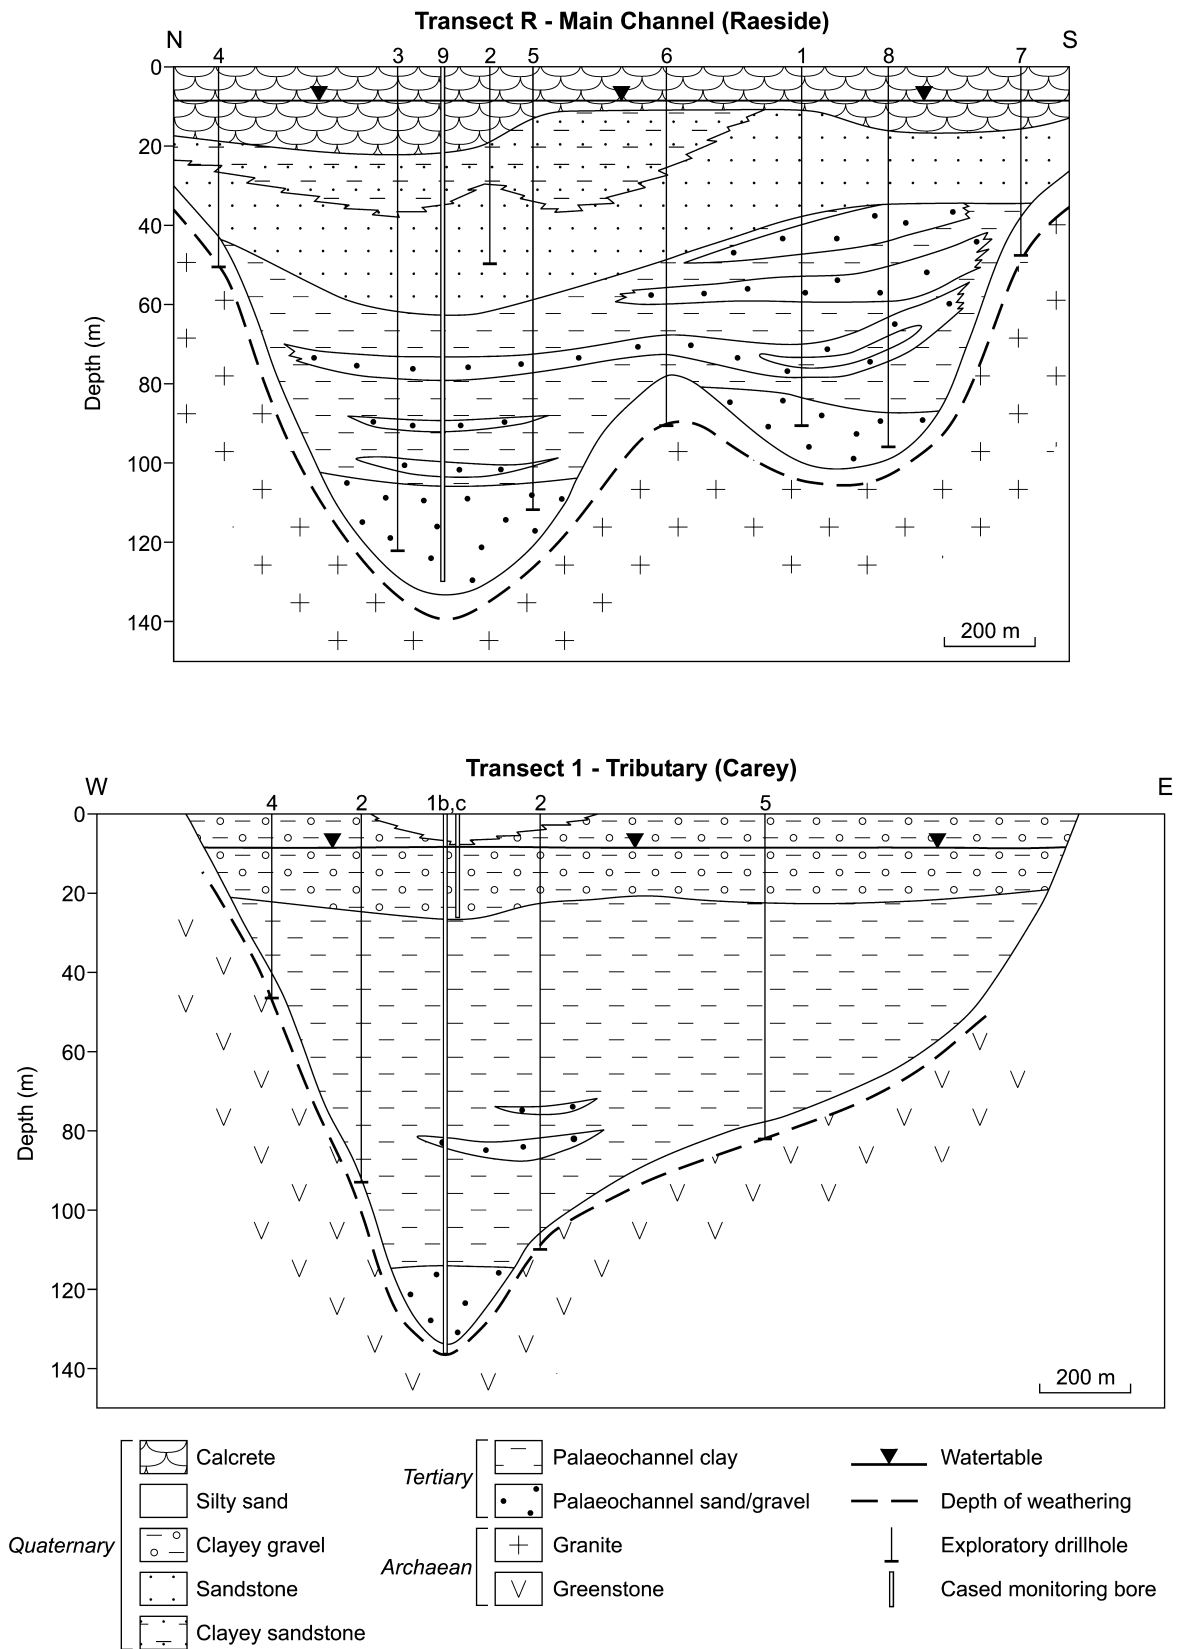 Transect R - Main Channel (Raeside)
N S
4 3 9 2 5 6 1 8 7
0
20
40
60
80
100
120
140
Depth (m)
200 m
Transect 1 - Tributary (Carey)
W E
4 2 1b,c 2 5
0
20
40
60
80
100
120
140
Depth (m)
200 m
Quaternary
Calcrete
Silty sand
Clayey gravel
Sandstone
Clayey sandstone
Tertiary
Palaeochannel clay
Palaeochannel sand/gravel
Archaean
Granite
Greenstone
Watertable
Depth of weathering
Exploratory drillhole
Cased monitoring bore